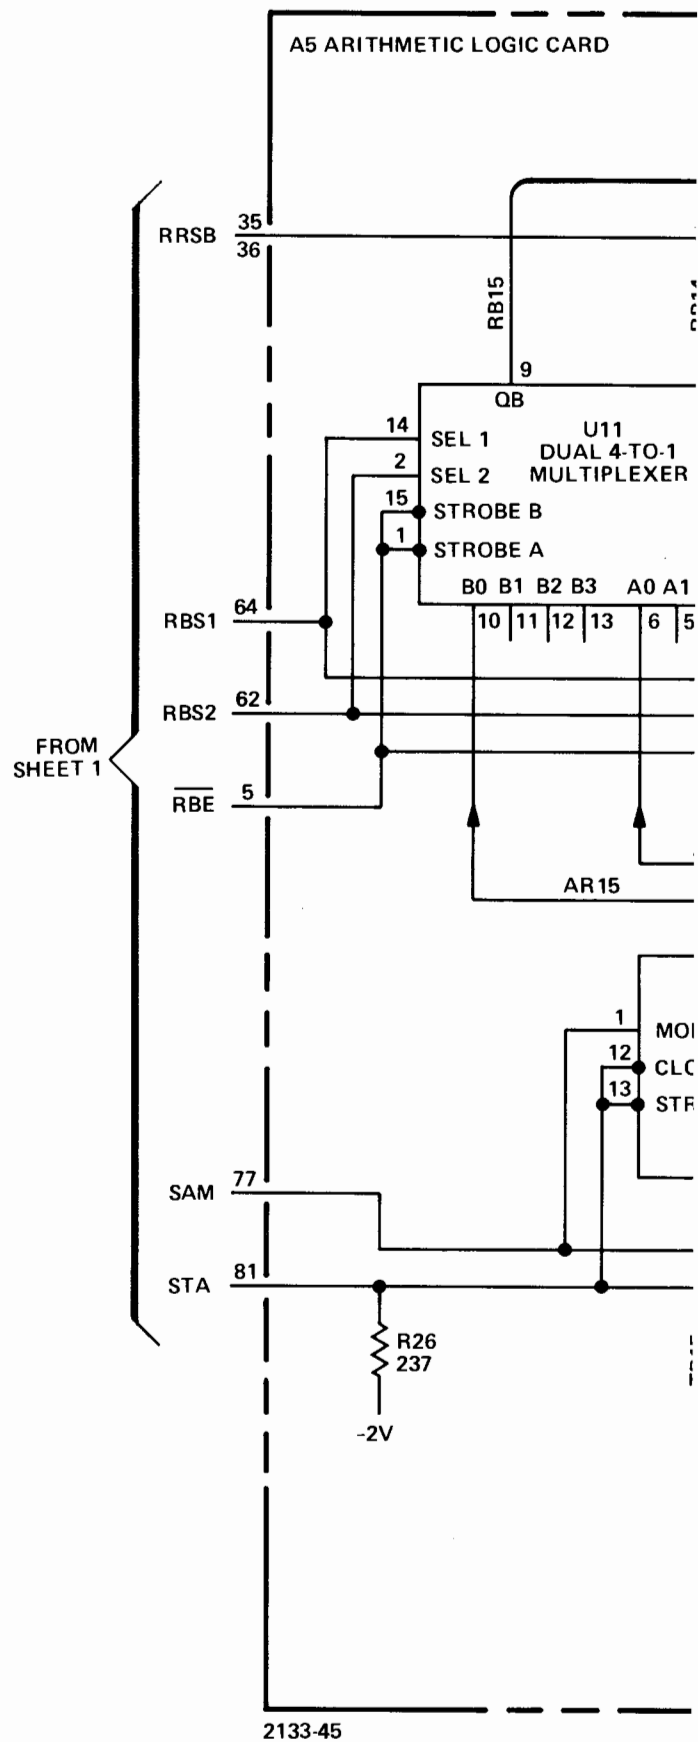 A5 ARITHMETIC LOGIC CARD
35
RRSB
36
RB15
9
QB
U11
DUAL 4-TO-1
MULTIPLEXER
14
SEL 1
2
SEL 2
15
STROBE B
1
STROBE A
B0 B1 B2 B3 A0 A1
10 11 12 13 6 5
64
RBS1
62
RBS2
FROM
SHEET 1
5
RBE
AR15
1
12
13
77
SAM
81
STA
R26
237
-2V
2133-45